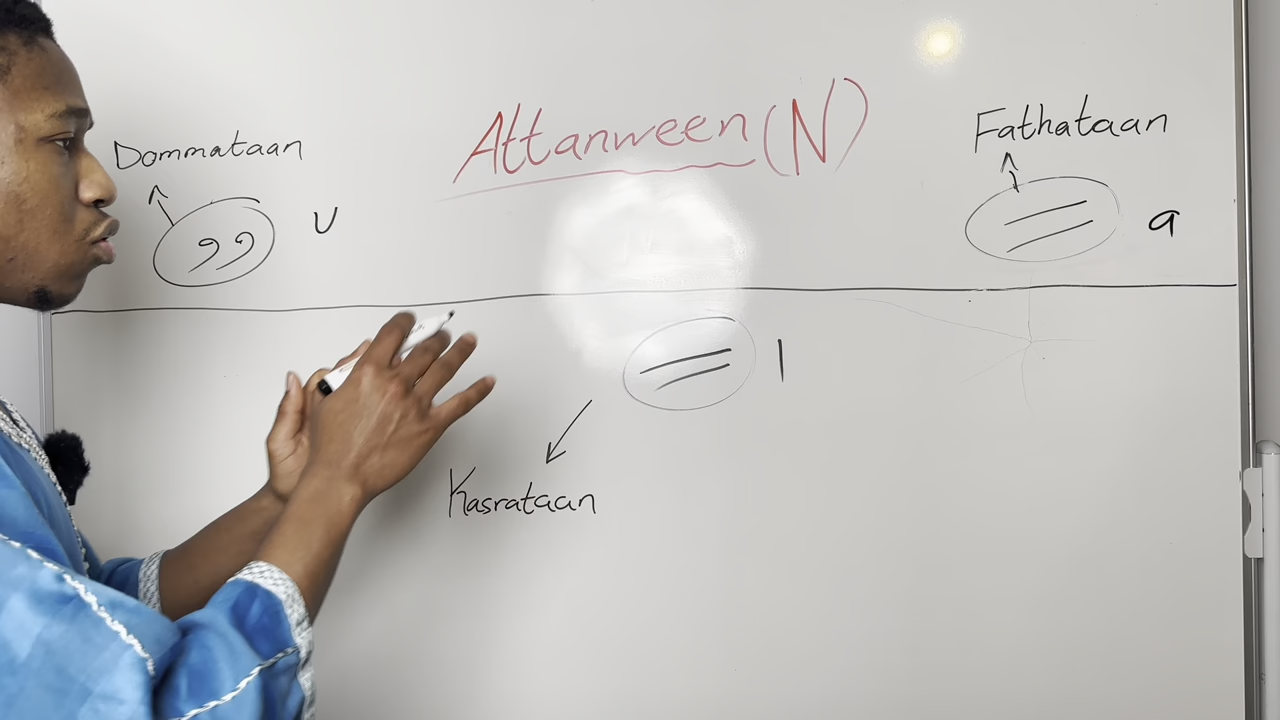 Attanween (N)
Dommataan
Fathataan
U
a
I
Kasrataan